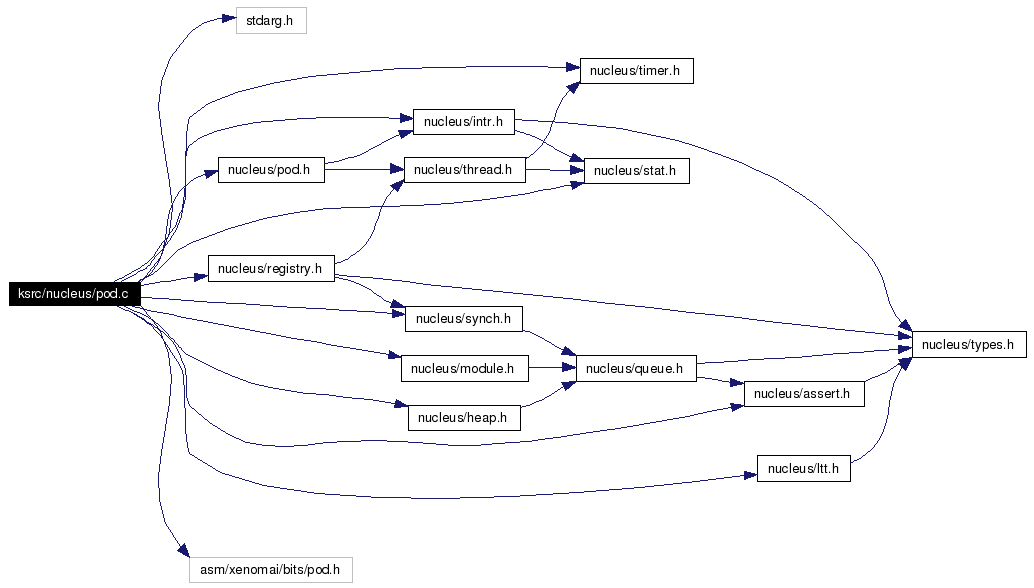 stdarg.h
nucleus/timer.h
nucleus/intr.h
nucleus/pod.h
nucleus/thread.h
nucleus/stat.h
nucleus/registry.h
ksrc/nucleus/pod.c
nucleus/synch.h
nucleus/types.h
nucleus/module.h
nucleus/queue.h
nucleus/assert.h
nucleus/heap.h
nucleus/ltt.h
asm/xenomai/bits/pod.h